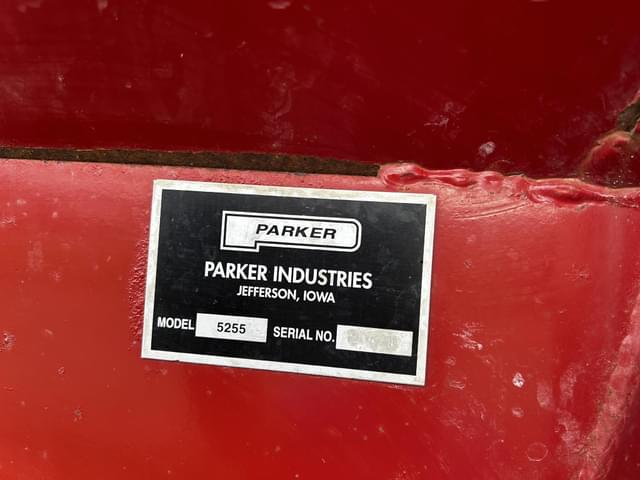 PARKER
PARKER INDUSTRIES
JEFFERSON, IOWA
MODEL 5255 SERIAL NO.